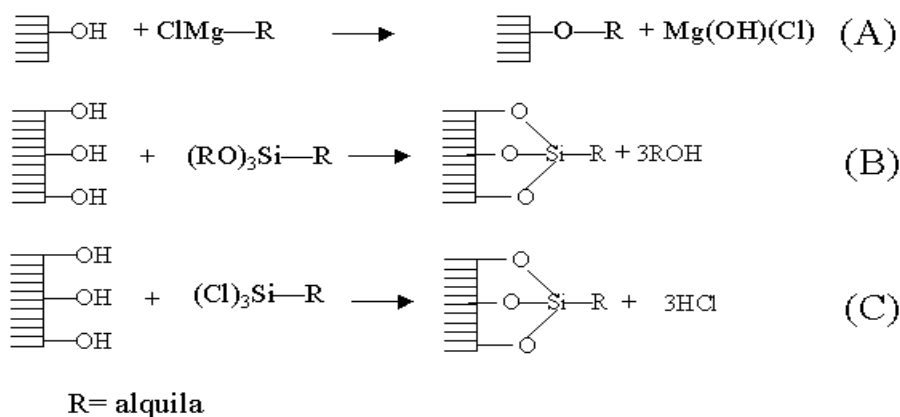 OH + ClMg—R → O—R + Mg(OH)(Cl) (A)
OH
OH + (RO)₃Si—R → O O Si—R + 3ROH (B)
OH O
OH
OH + (Cl)₃Si—R → O O Si—R + 3HCl (C)
OH O
R= alquila